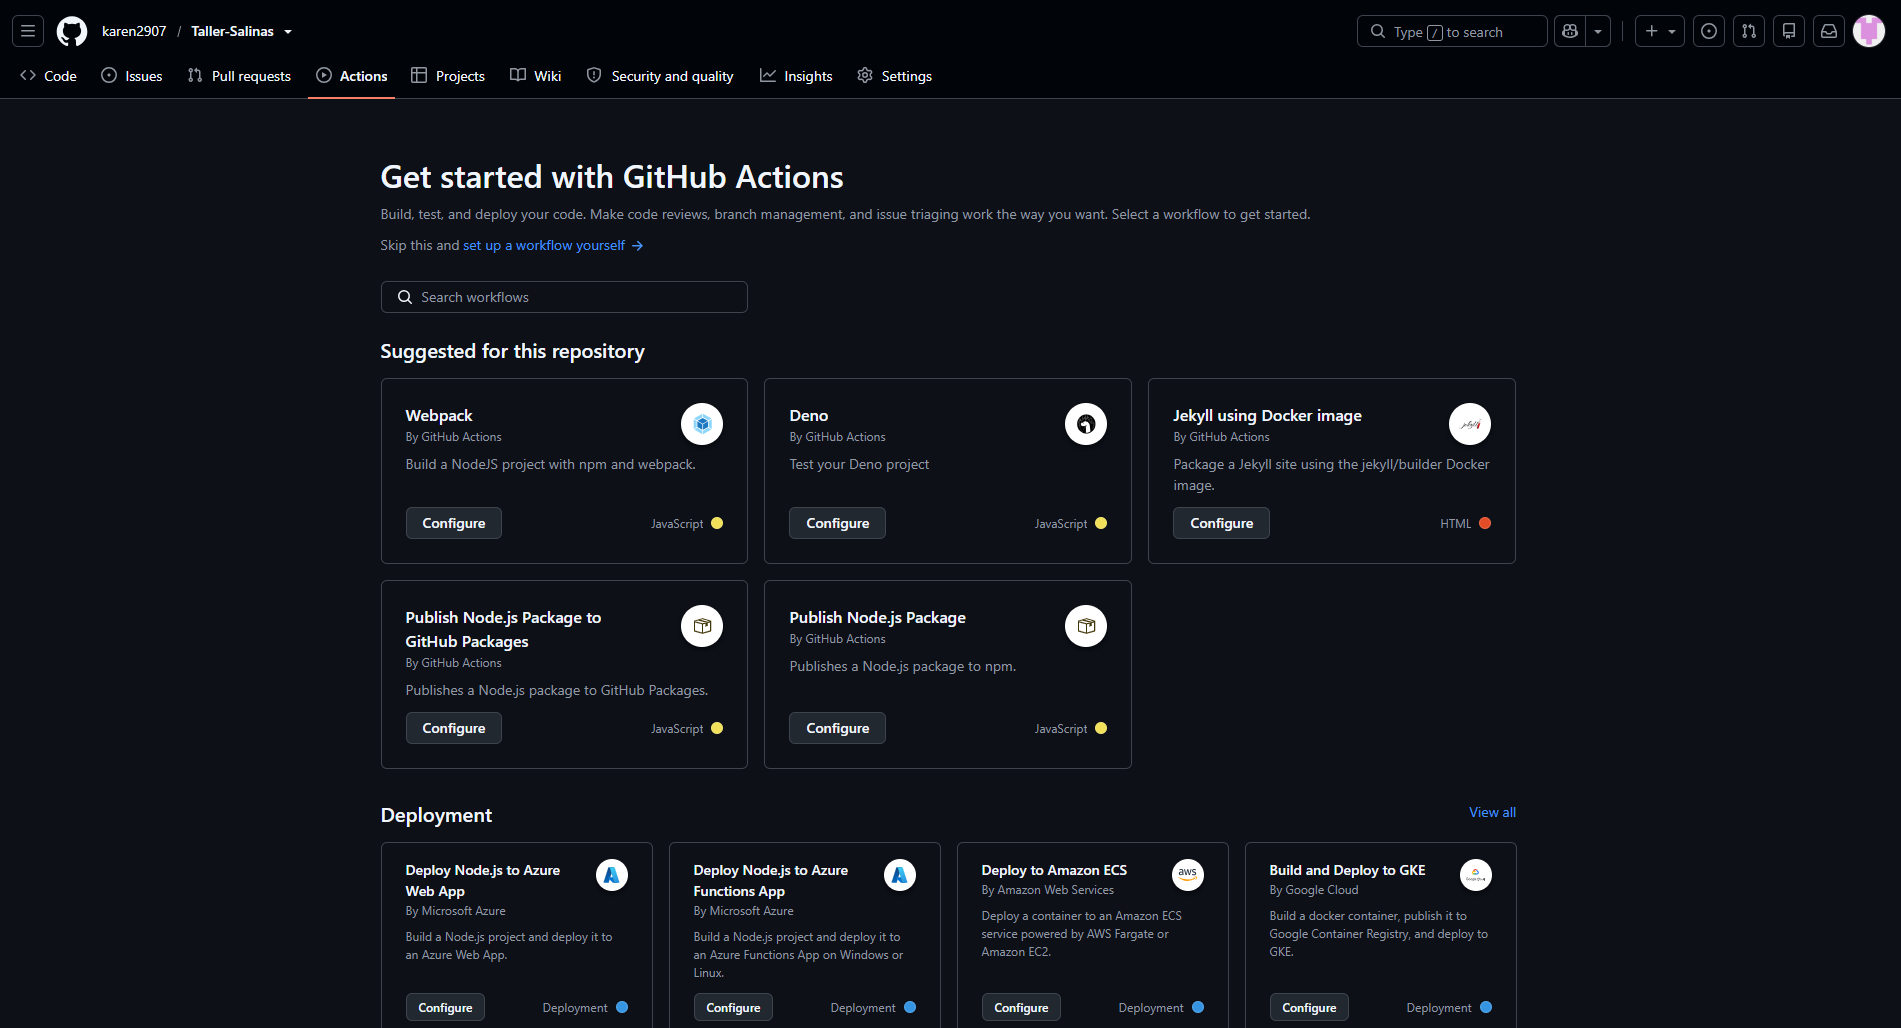 karen2907 / Taller-Salinas
Type / to search
Code
Issues
Pull requests
Actions
Projects
Wiki
Security and quality
Insights
Settings
Get started with GitHub Actions
Build, test, and deploy your code. Make code reviews, branch management, and issue triaging work the way you want. Select a workflow to get started.
Skip this and set up a workflow yourself →
Search workflows
Suggested for this repository
Webpack
By GitHub Actions
Build a NodeJS project with npm and webpack.
Configure
JavaScript
Deno
By GitHub Actions
Test your Deno project
Configure
JavaScript
Jekyll using Docker image
By GitHub Actions
Package a Jekyll site using the jekyll/builder Docker
image.
Configure
HTML
Publish Node.js Package to
GitHub Packages
By GitHub Actions
Publishes a Node.js package to GitHub Packages.
Configure
JavaScript
Publish Node.js Package
By GitHub Actions
Publishes a Node.js package to npm.
Configure
JavaScript
Deployment
View all
Deploy Node.js to Azure
Web App
By Microsoft Azure
Build a Node.js project and deploy it to
an Azure Web App.
Configure
Deployment
Deploy Node.js to Azure
Functions App
By Microsoft Azure
Build a Node.js project and deploy it to
an Azure Functions App on Windows or
Linux.
Configure
Deployment
Deploy to Amazon ECS
aws
By Amazon Web Services
Deploy a container to an Amazon ECS
service powered by AWS Fargate or
Amazon EC2.
Configure
Deployment
Build and Deploy to GKE
By Google Cloud
Build a docker container, publish it to
Google Container Registry, and deploy to
GKE.
Configure
Deployment